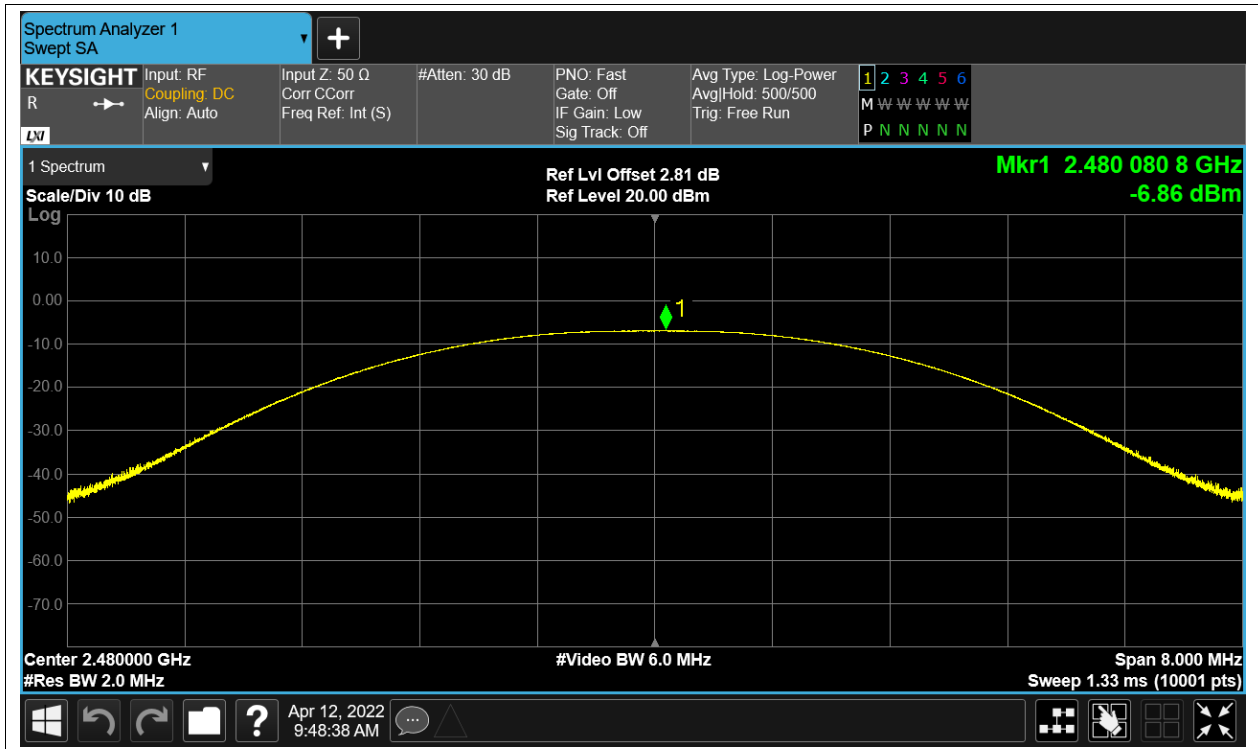 Spectrum Analyzer 1
Swept SA
+
KEYSIGHT
R
LXI
Input: RF
Coupling: DC
Align: Auto
Input Z: 50 Ω
Corr CCorr
Freq Ref: Int (S)
#Atten: 30 dB
PNO: Fast
Gate: Off
IF Gain: Low
Sig Track: Off
Avg Type: Log-Power
Avg|Hold: 500/500
Trig: Free Run
1 2 3 4 5 6
M W W W W W
P N N N N N
1 Spectrum
Scale/Div 10 dB
Log
Ref Lvl Offset 2.81 dB
Ref Level 20.00 dBm
Mkr1 2.480 080 8 GHz
-6.86 dBm
10.0
0.00
-10.0
-20.0
-30.0
-40.0
-50.0
-60.0
-70.0
1
Center 2.480000 GHz
#Res BW 2.0 MHz
#Video BW 6.0 MHz
Span 8.000 MHz
Sweep 1.33 ms (10001 pts)
?
Apr 12, 2022
9:48:38 AM